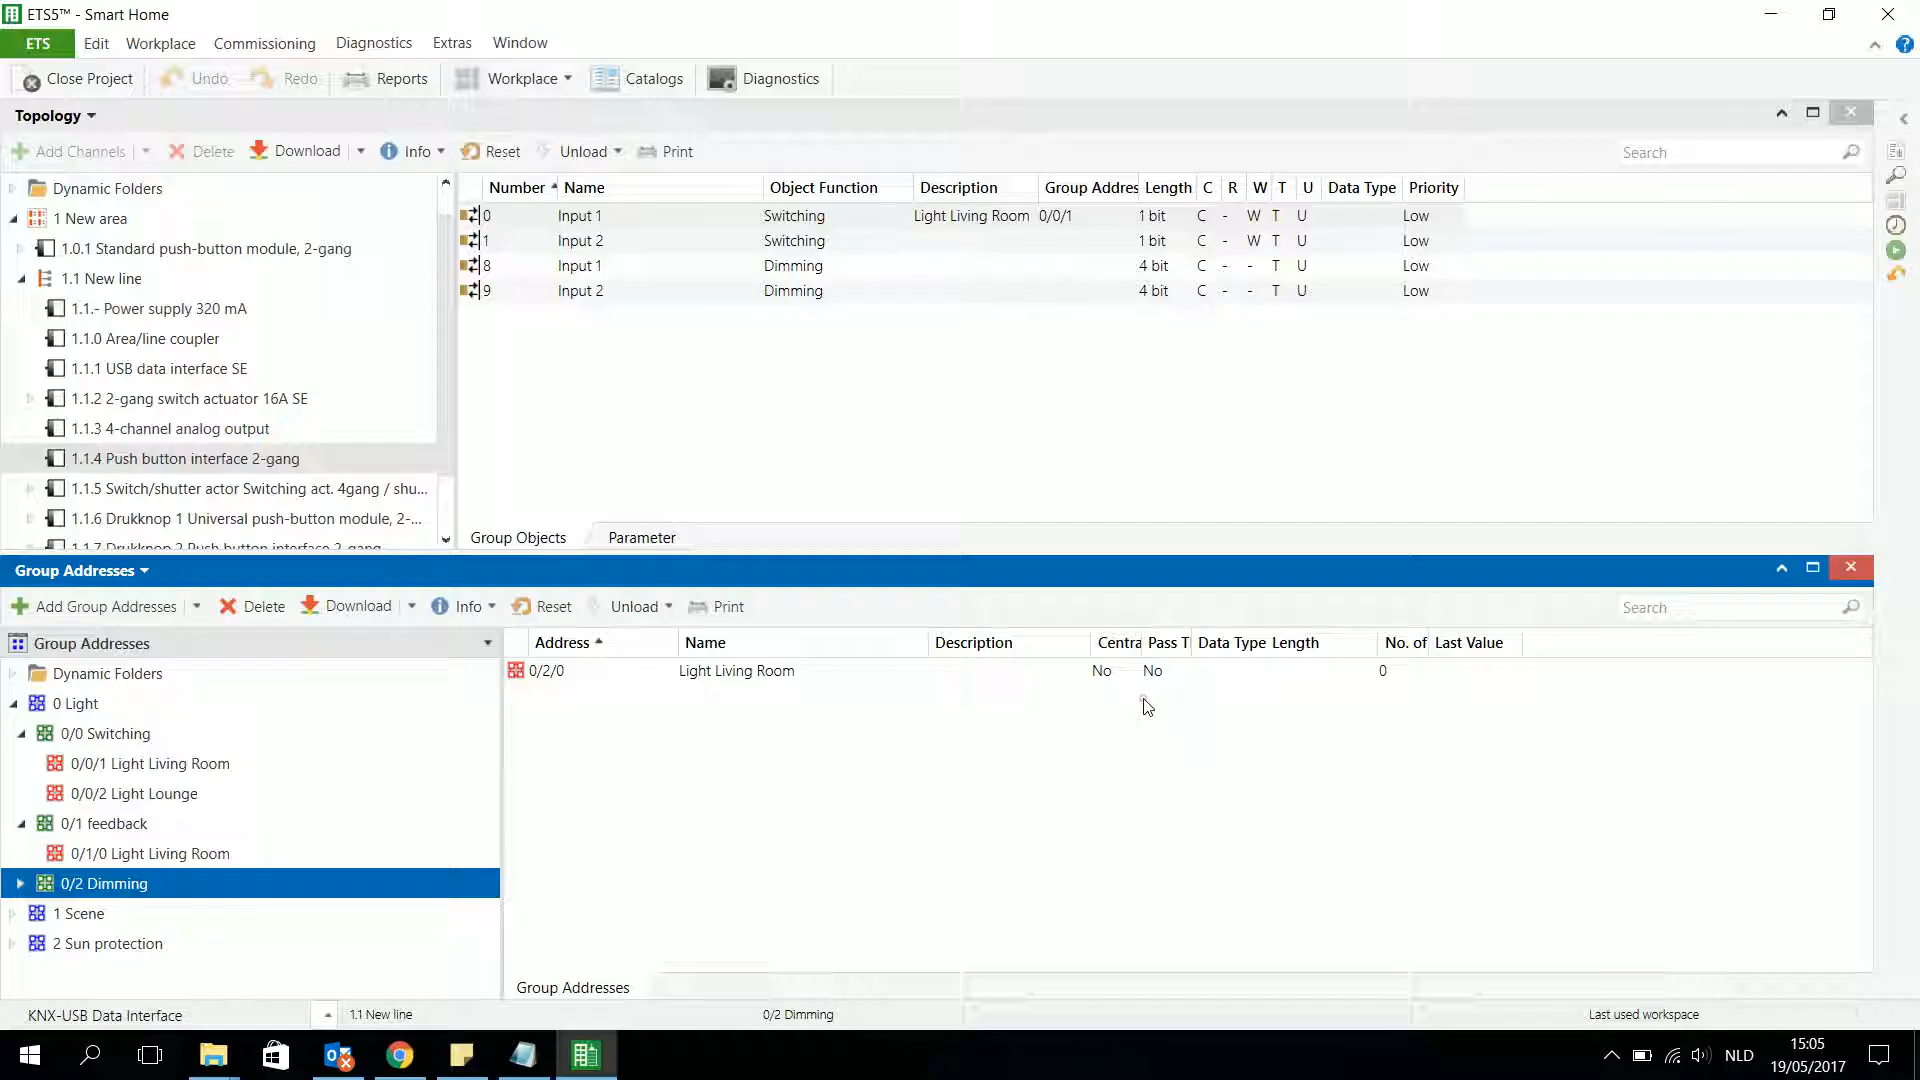 ETS5™ - Smart Home
ETS Edit Workplace Commissioning Diagnostics Extras Window
Close Project Undo Redo Reports Workplace Catalogs Diagnostics
Topology
Add Channels Delete Download Info Reset Unload Print Search
Dynamic Folders
1 New area
1.0.1 Standard push-button module, 2-gang
1.1 New line
1.1.- Power supply 320 mA
1.1.0 Area/line coupler
1.1.1 USB data interface SE
1.1.2 2-gang switch actuator 16A SE
1.1.3 4-channel analog output
1.1.4 Push button interface 2-gang
1.1.5 Switch/shutter actor Switching act. 4gang / shu...
1.1.6 Drukknop 1 Universal push-button module, 2-...
1.1.7 Drukknop 2 Push button interface 2-gang
Number Name Object Function Description Group Addres Length C R W T U Data Type Priority
0 Input 1 Switching Light Living Room 0/0/1 1 bit C - W T U Low
1 Input 2 Switching 1 bit C - W T U Low
8 Input 1 Dimming 4 bit C - - T U Low
9 Input 2 Dimming 4 bit C - - T U Low
Group Objects Parameter
Group Addresses
Add Group Addresses Delete Download Info Reset Unload Print Search
Group Addresses
Dynamic Folders
0 Light
0/0 Switching
0/0/1 Light Living Room
0/0/2 Light Lounge
0/1 feedback
0/1/0 Light Living Room
0/2 Dimming
1 Scene
2 Sun protection
Address Name Description Centra Pass T Data Type Length No. of Last Value
0/2/0 Light Living Room No No 0
Group Addresses
KNX-USB Data Interface 1.1 New line 0/2 Dimming Last used workspace
NLD
15:05
19/05/2017